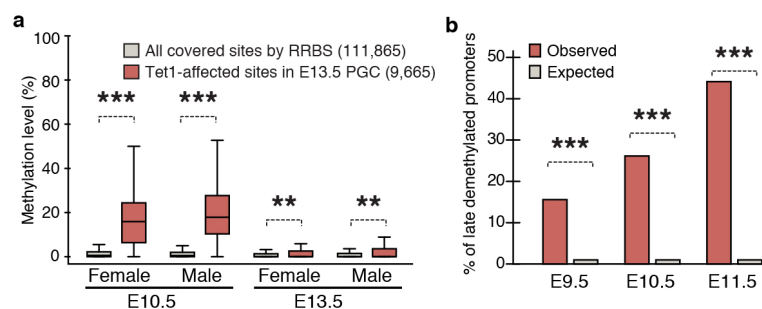 a
Methylation level (%)
100
80
60
40
20
0
All covered sites by RRBS (111,865)
Tet1-affected sites in E13.5 PGC (9,665)
***
***
**
**
Female
Male
Female
Male
E10.5
E13.5
b
% of late demethylated promoters
50
40
30
20
10
0
Observed
Expected
***
***
***
E9.5
E10.5
E11.5